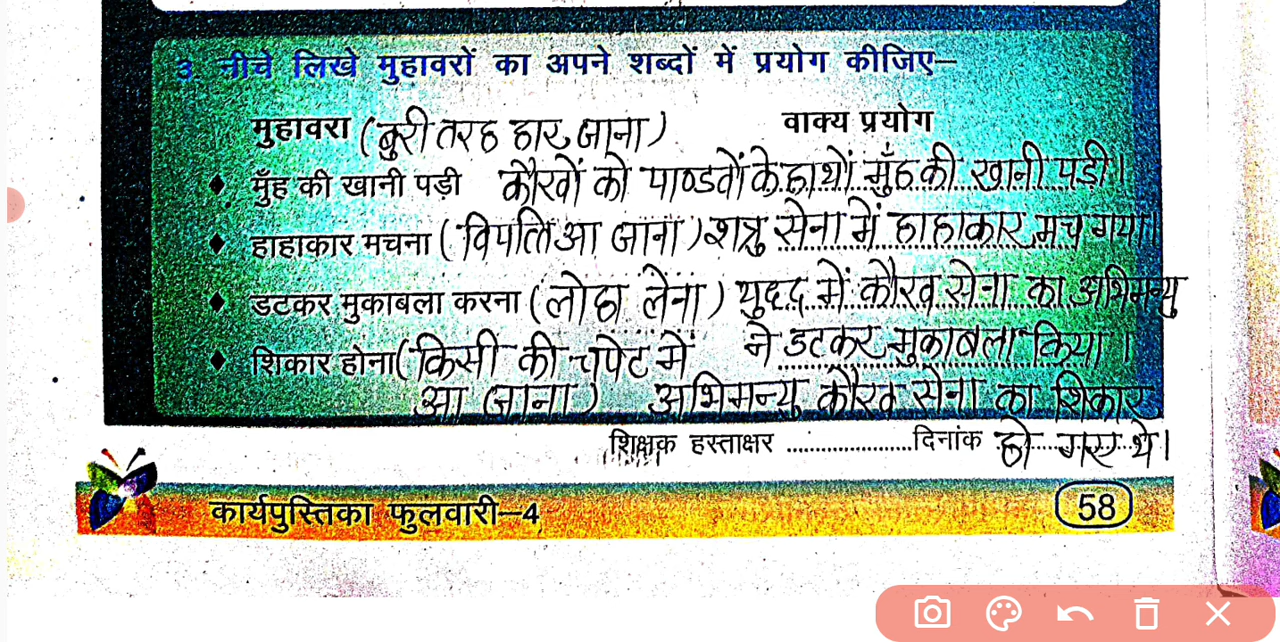 3. नीचे लिखे मुहावरों का अपने शब्दों में प्रयोग कीजिए–
मुहावरा (बुरी तरह हार जाना) वाक्य प्रयोग
मुँह की खानी पड़ी कौरवों को पाण्डवों के हाथों मुँह की खानी पड़ी।
हाहाकार मचना (विपत्ति आ जाना) शत्रु सेना में हाहाकार मच गया।
डटकर मुकाबला करना (लोहा लेना) युद्ध में कौरव सेना का अभिमन्यु
शिकार होना (किसी की चपेट में ने डटकर मुकाबला किया।
आ जाना) अभिमन्यु कौरव सेना का शिकार
शिक्षक हस्ताक्षर ..................... दिनांक हो गए थे।
कार्यपुस्तिका फुलवारी–4 58